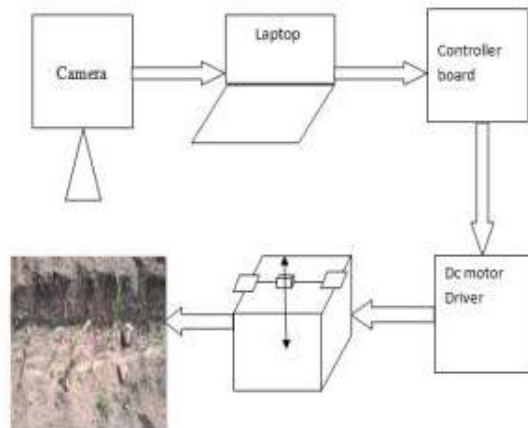 Camera
Laptop
Controller
board
Dc motor
Driver